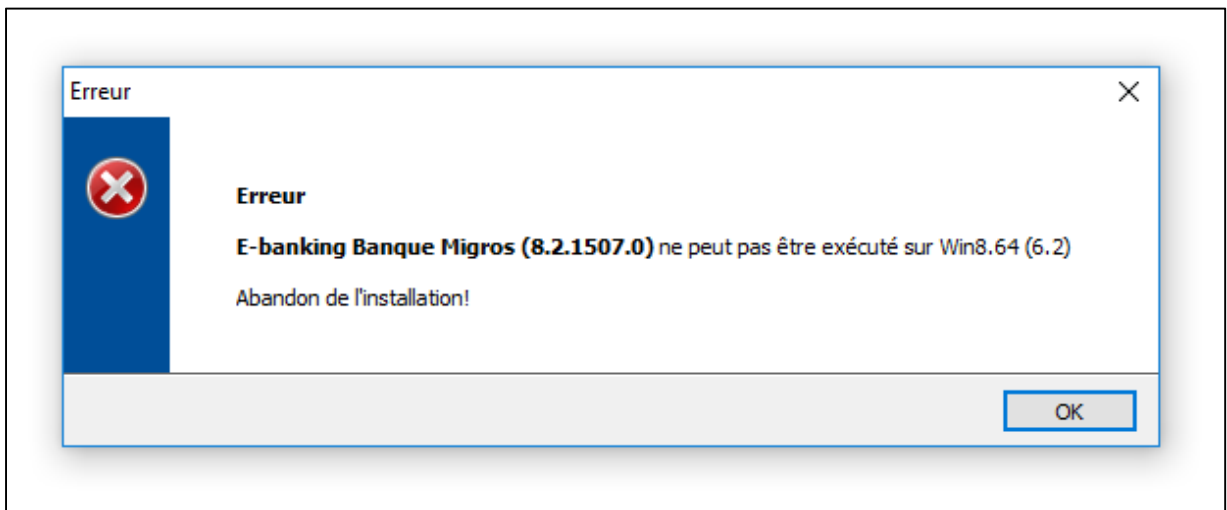 Erreur
Erreur
E-banking Banque Migros (8.2.1507.0) ne peut pas être exécuté sur Win8.64 (6.2)
Abandon de l'installation!
OK